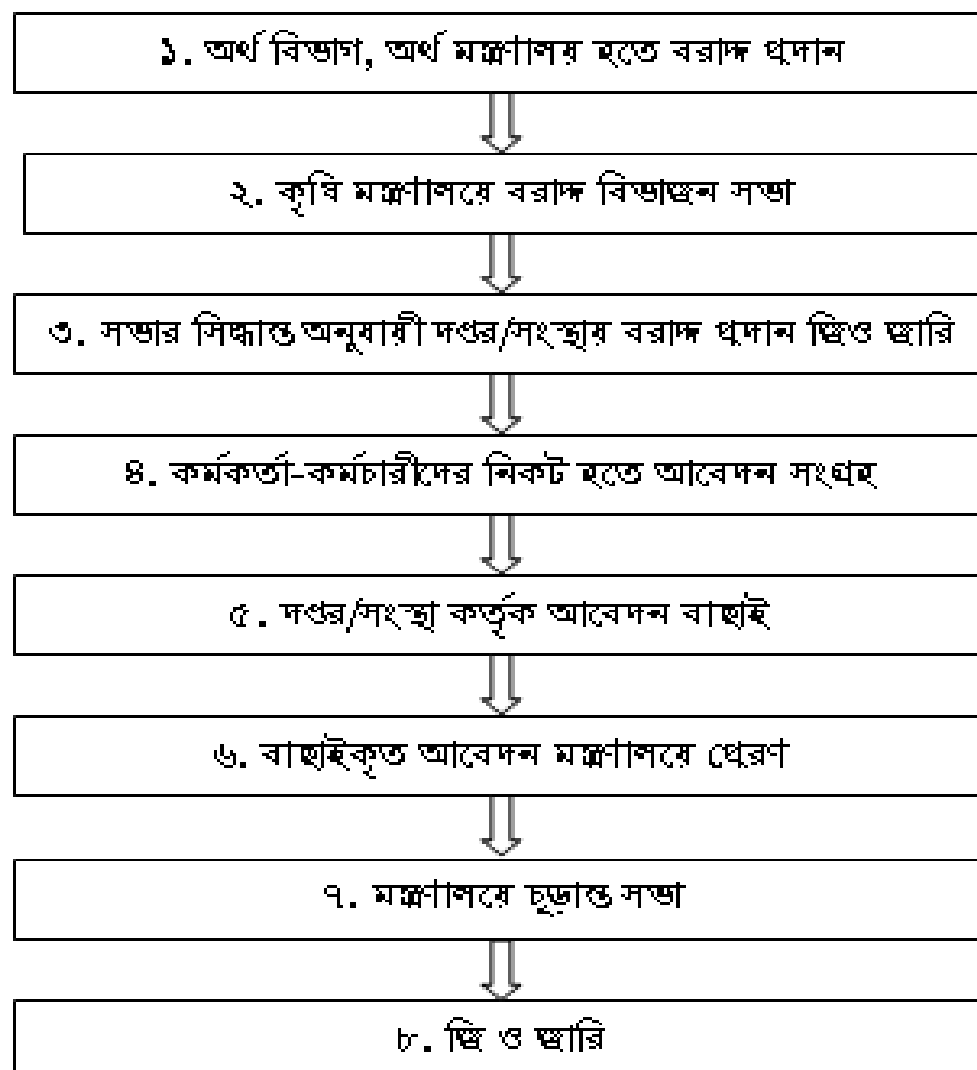 ১. অর্থ বিভাগ, অর্থ মন্ত্রণালয় হতে বরাদ্দ প্রদান
২. কৃষি মন্ত্রণালয়ে বরাদ্দ বিভাজন সভা
৩. সভার সিদ্ধান্ত অনুযায়ী দপ্তর/সংস্থায় বরাদ্দ প্রদান জিও জারি
৪. কর্মকর্তা-কর্মচারীদের নিকট হতে আবেদন সংগ্রহ
৫. দপ্তর/সংস্থা কর্তৃক আবেদন বাছাই
৬. বাছাইকৃত আবেদন মন্ত্রণালয়ে প্রেরণ
৭. মন্ত্রণালয়ে চূড়ান্ত সভা
৮. জি ও জারি